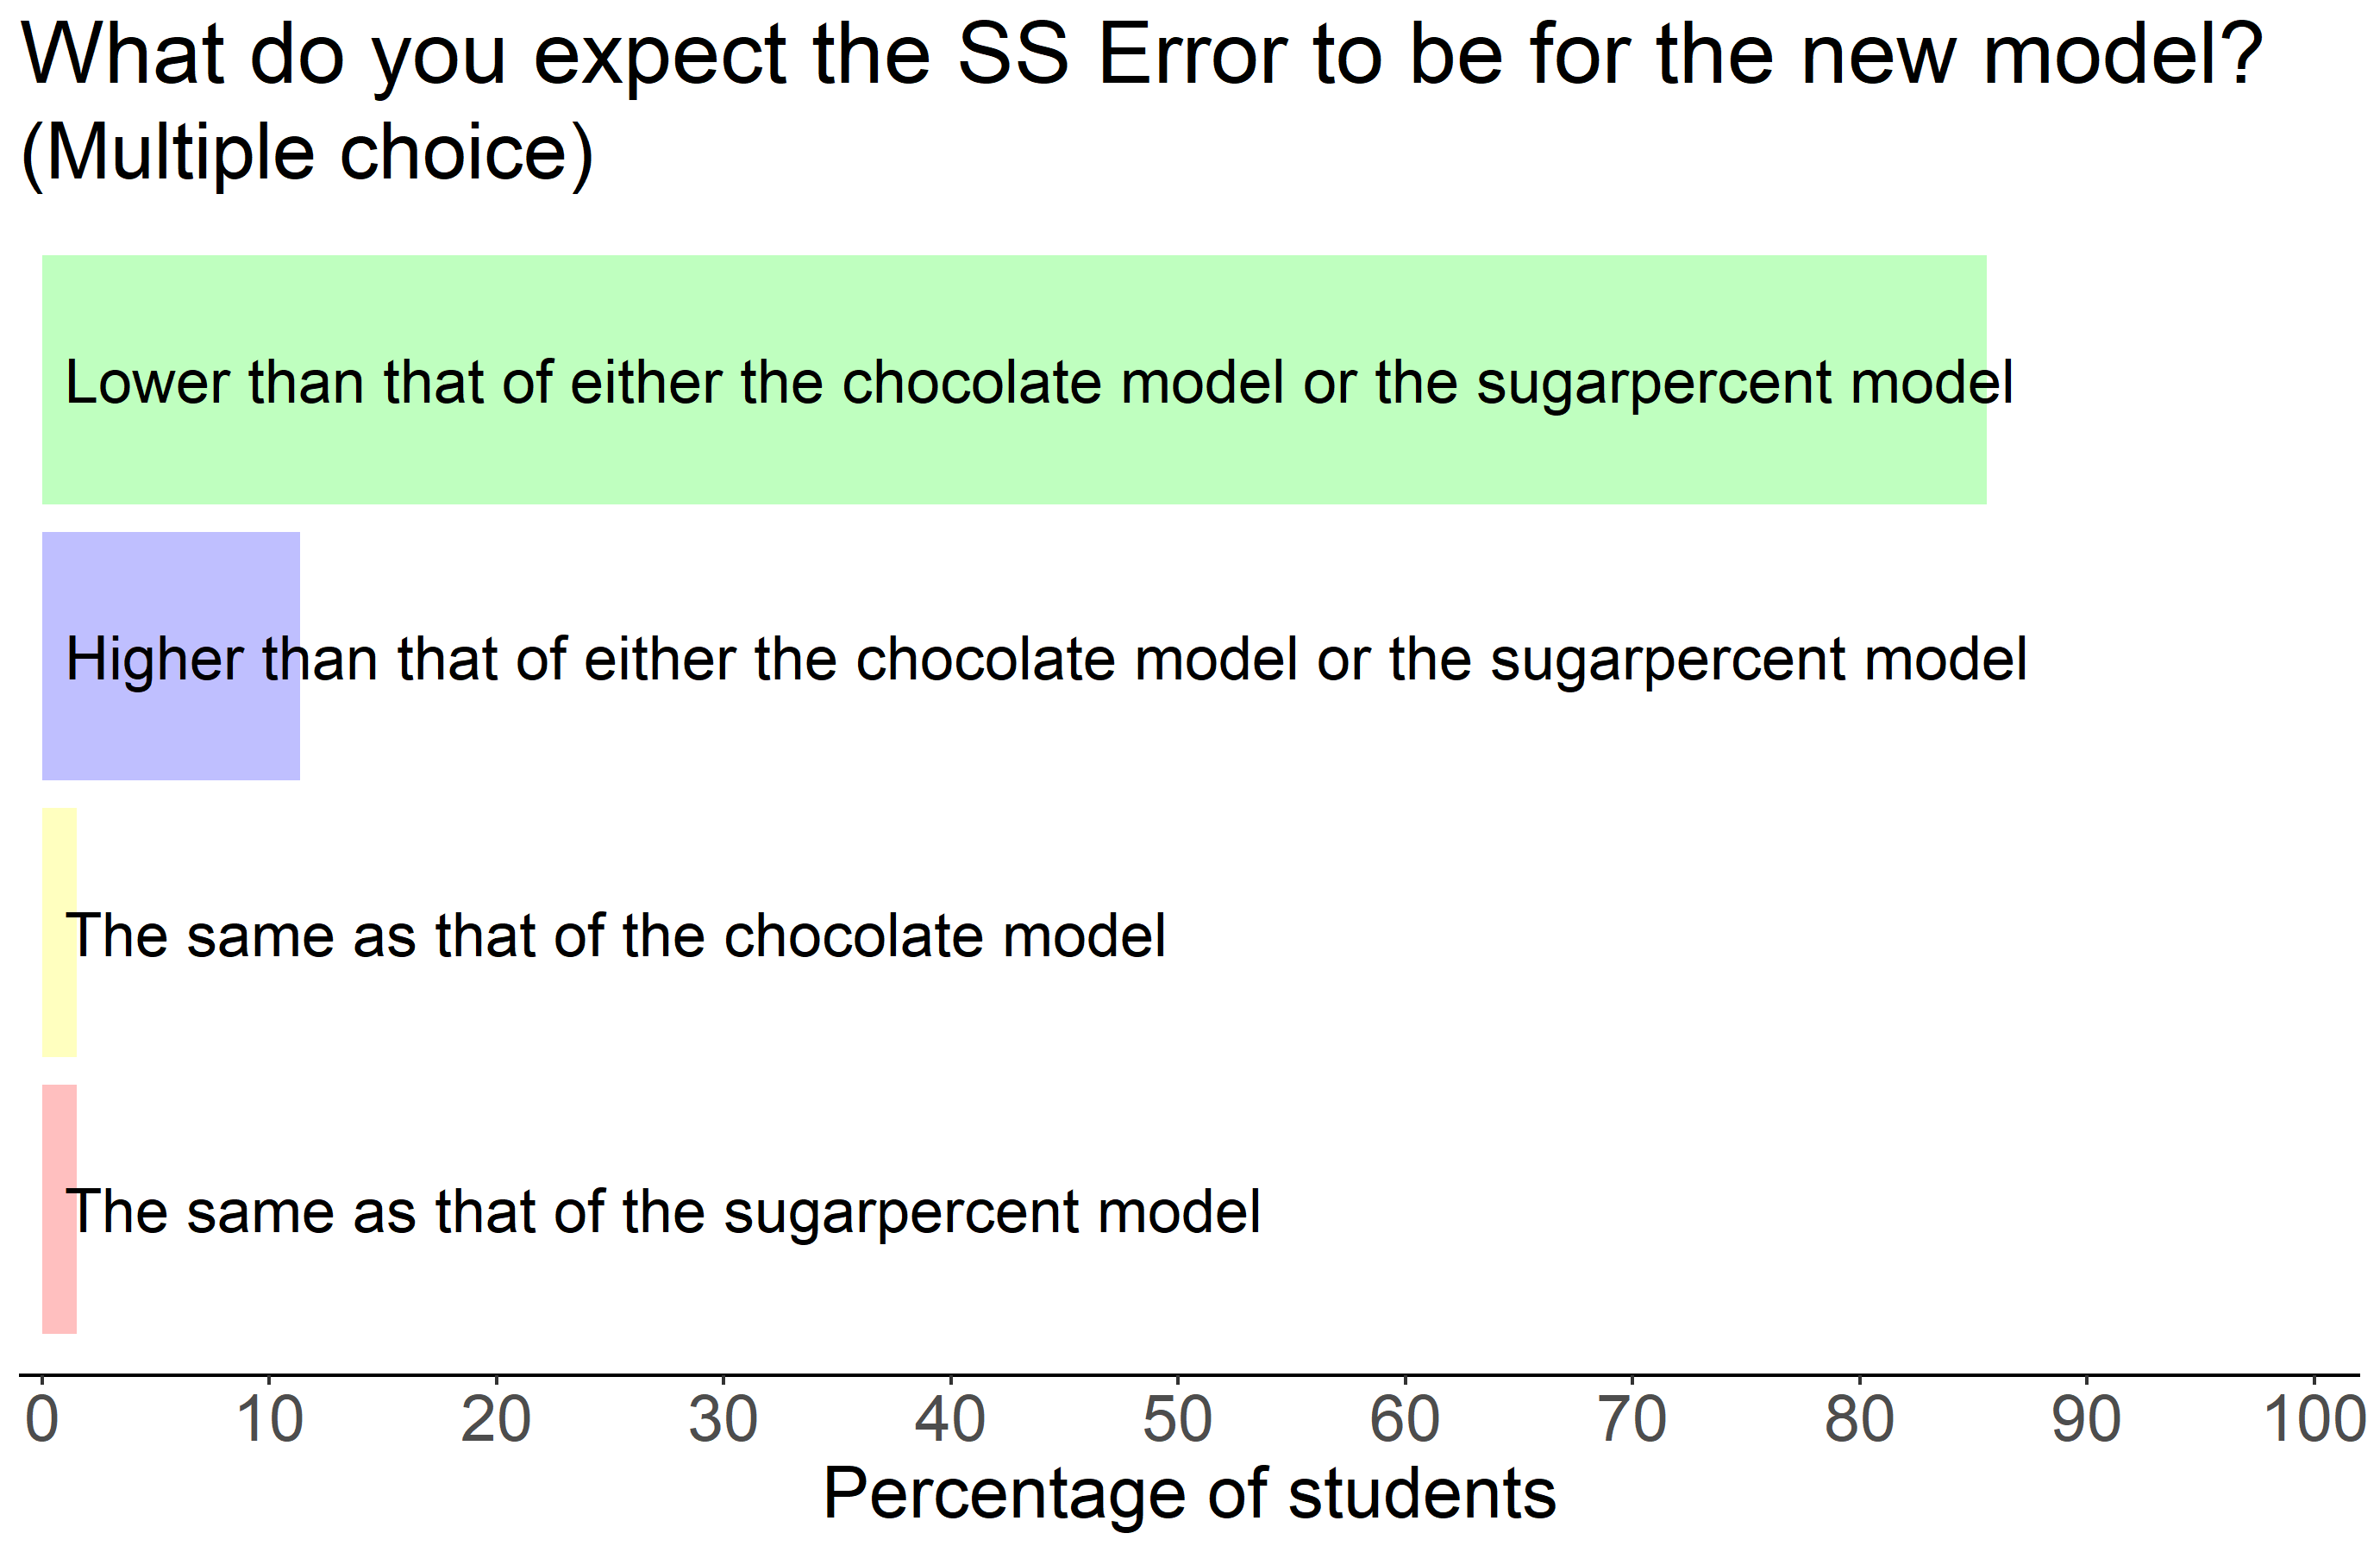 What do you expect the SS Error to be for the new model?
(Multiple choice)
Lower than that of either the chocolate model or the sugarpercent model
Higher than that of either the chocolate model or the sugarpercent model
The same as that of the chocolate model
The same as that of the sugarpercent model
0 10 20 30 40 50 60 70 80 90 100
Percentage of students